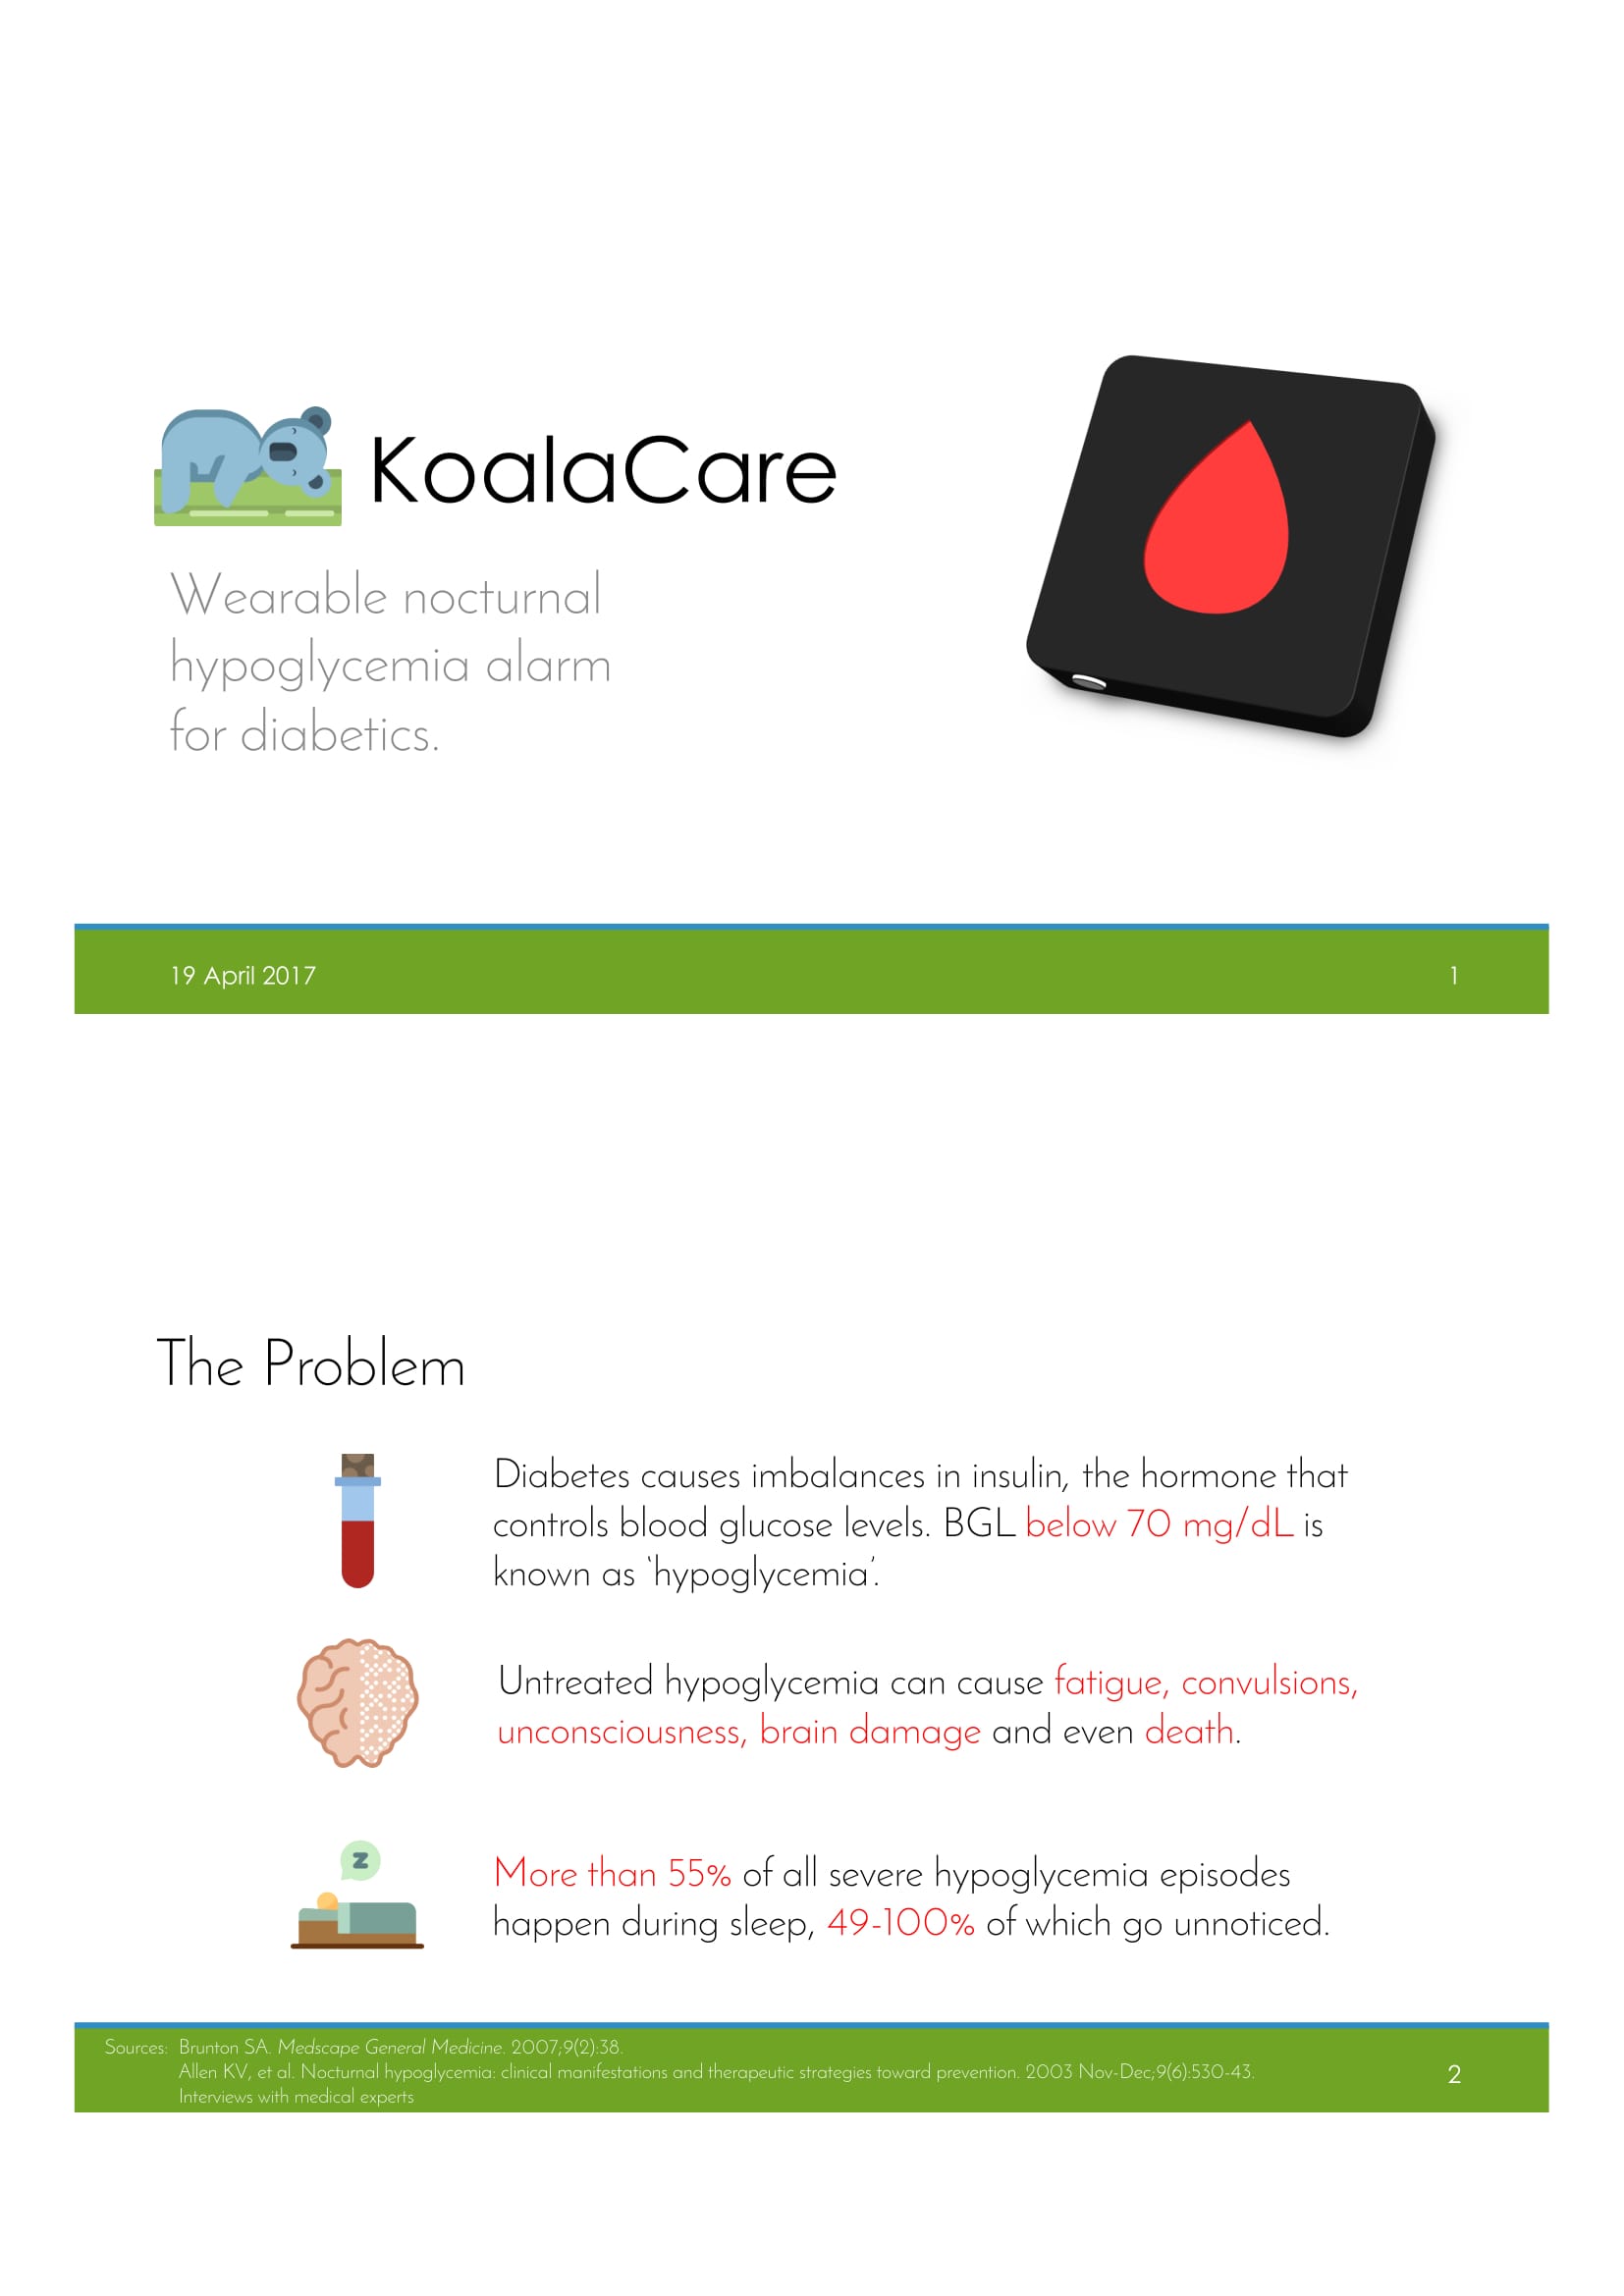 KoalaCare
Wearable nocturnal
hypoglycemia alarm
for diabetics.
19 April 2017
1
The Problem
Diabetes causes imbalances in insulin, the hormone that
controls blood glucose levels. BGL below 70 mg/dL is
known as ‘hypoglycemia’.
Untreated hypoglycemia can cause fatigue, convulsions,
unconsciousness, brain damage and even death.
z
More than 55% of all severe hypoglycemia episodes
happen during sleep, 49-100% of which go unnoticed.
Sources: Brunton SA. Medscape General Medicine. 2007;9(2):38.
Allen KV, et al. Nocturnal hypoglycemia: clinical manifestations and therapeutic strategies toward prevention. 2003 Nov-Dec;9(6):530-43.
Interviews with medical experts
2